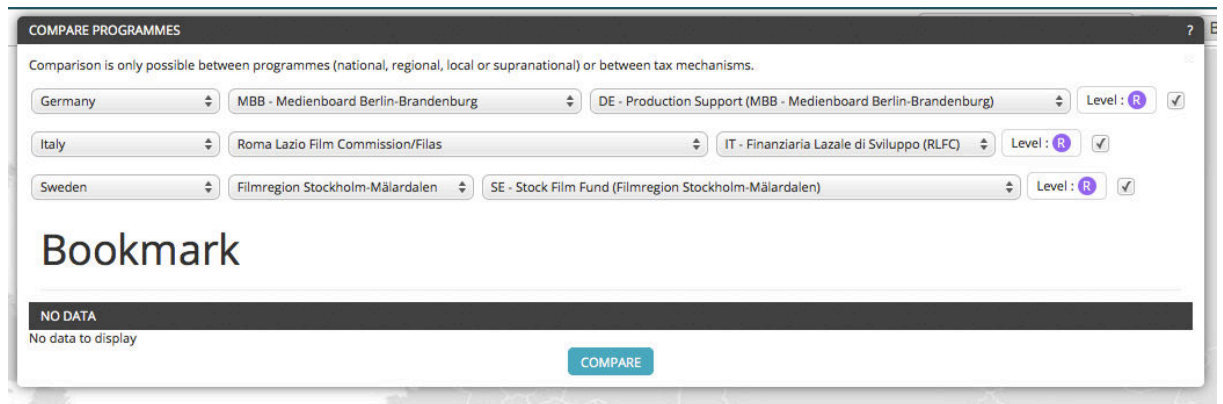 COMPARE PROGRAMMES ?
Comparison is only possible between programmes (national, regional, local or supranational) or between tax mechanisms.
Germany MBB - Medienboard Berlin-Brandenburg DE - Production Support (MBB - Medienboard Berlin-Brandenburg) Level : R
Italy Roma Lazio Film Commission/Filas IT - Finanziaria Lazale di Sviluppo (RLFC) Level : R
Sweden Filmregion Stockholm-Mälardalen SE - Stock Film Fund (Filmregion Stockholm-Mälardalen) Level : R
Bookmark
NO DATA
No data to display
COMPARE